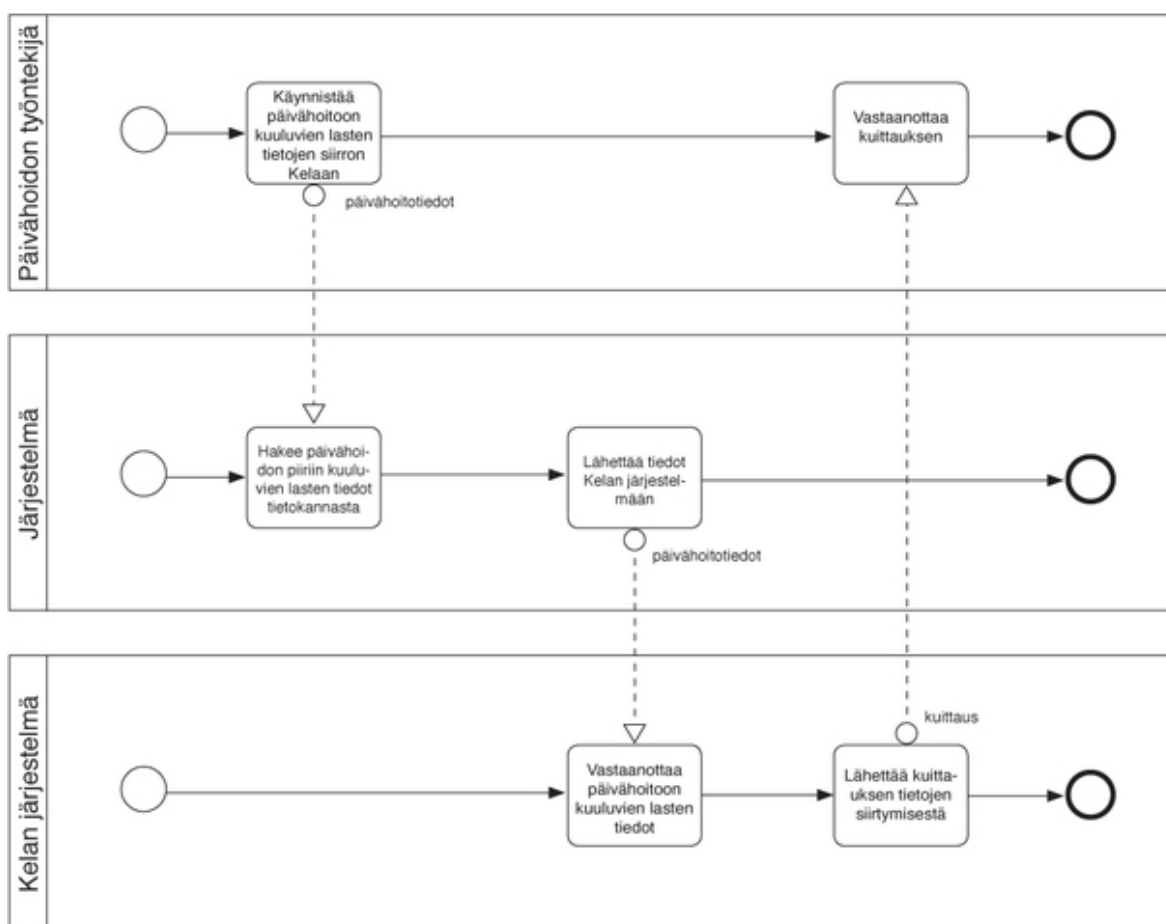 Päivähoidon työntekijä
Käynnistää
päivähoitoon
kuuluvien lasten
tietojen siirron
Kelaan
päivähoitotiedot
Vastaanottaa
kuittauksen
Järjestelmä
Hakee päivähoi-
don piiriin kuulu-
vien lasten tiedot
tietokannasta
Lähettää tiedot
Kelan järjestel-
mään
päivähoitotiedot
Kelan järjestelmä
Vastaanottaa
päivähoitoon
kuuluvien lasten
tiedot
kuittaus
Lähettää kuitta-
uksen tietojen
siirtymisestä